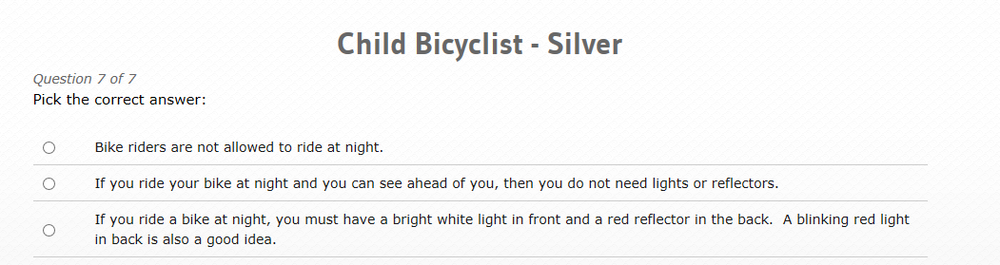 Child Bicyclist - Silver
Question 7 of 7
Pick the correct answer:
Bike riders are not allowed to ride at night.
If you ride your bike at night and you can see ahead of you, then you do not need lights or reflectors.
If you ride a bike at night, you must have a bright white light in front and a red reflector in the back.  A blinking red light
in back is also a good idea.